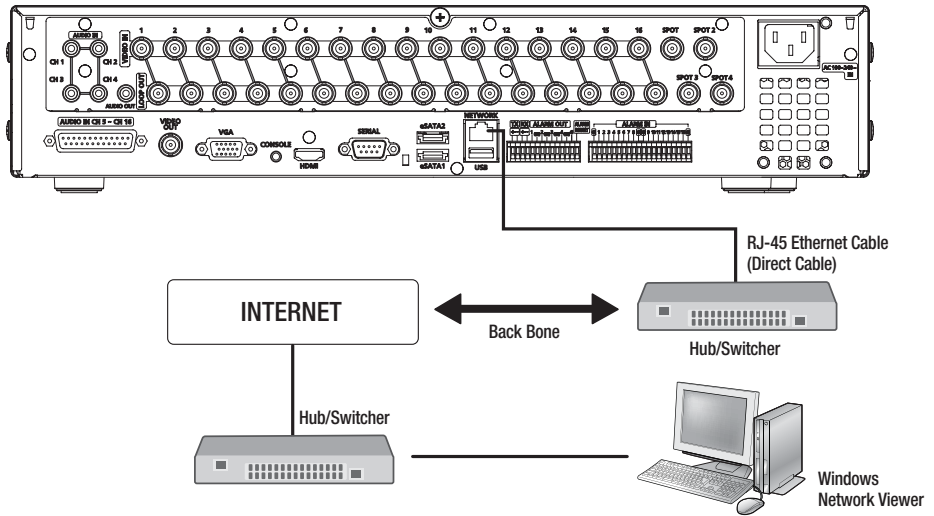 AUDIO IN
CH 1
CH 2
CH 3
CH 4
AUDIO OUT
VIDEO IN
LOOP OUT
1 2 3 4 5 6 7 8 9 10 11 12 13 14 15 16 SPOT SPOT 2
SPOT 3 SPOT4
AUDIO IN CH 5 - CH 16
VIDEO OUT
VGA
CONSOLE
HDMI
SERIAL
eSATA2
eSATA1
NETWORK
USB
ALARM OUT
ALARM IN
RJ-45 Ethernet Cable
(Direct Cable)
INTERNET
Back Bone
Hub/Switcher
Hub/Switcher
Windows
Network Viewer